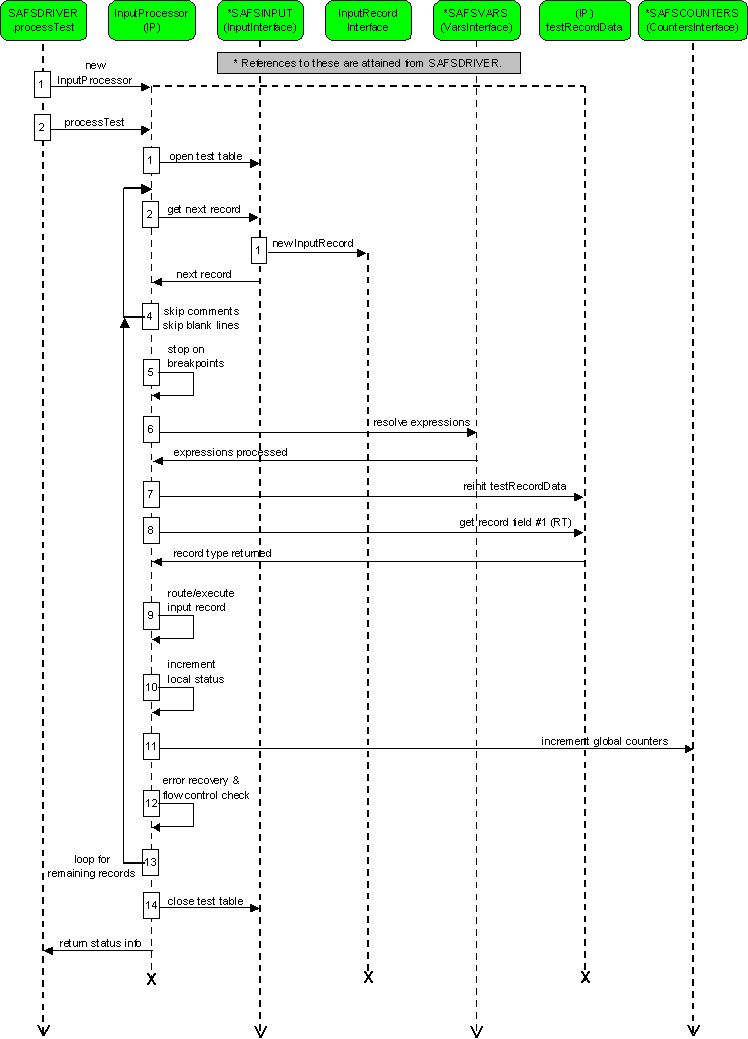 SAFSDRIVER
processTest
InputProcessor
(IP)
*SAFSINPUT
(InputInterface)
InputRecord
Interface
*SAFSVARS
(VarsInterface)
(IP)
testRecordData
*SAFSCOUNTERS
(CountersInterface)
* References to these are attained from SAFSDRIVER.
new
1 InputProcessor
2 processTest
1 open test table
2 get next record
1 new InputRecord
next record
4 skip comments
skip blank lines
stop on
breakpoints
5
6 resolve expressions
expressions processed
7 reinit testRecordData
8 get record field #1 (RT)
record type returned
route/execute
9 input record
increment
10 local status
11 increment global counters
error recovery &
flow control check
12
loop for
remaining records
13
14 close test table
return status info
X
X
X